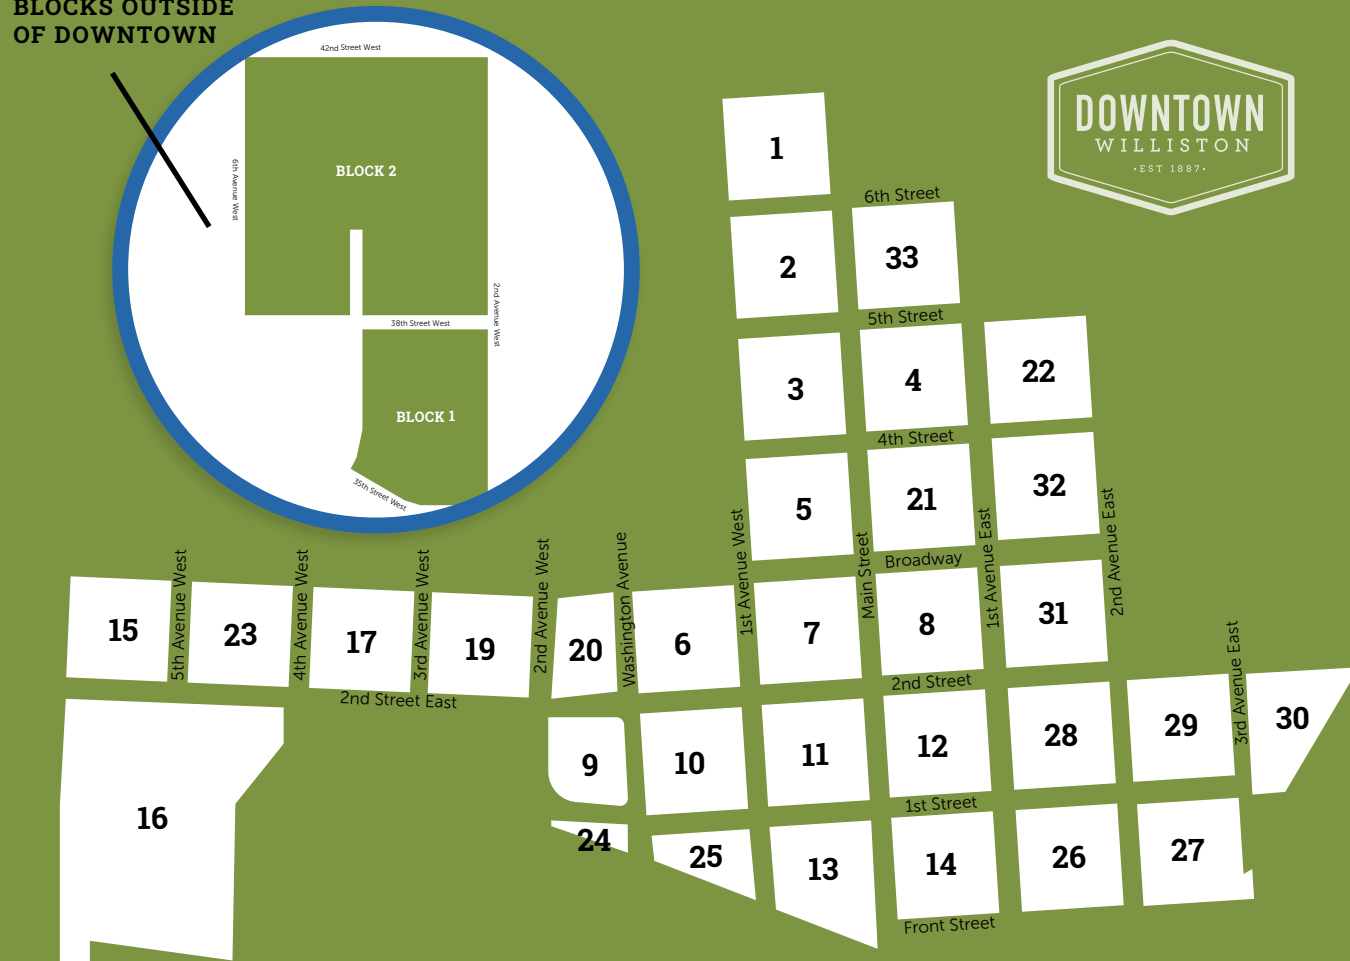 BLOCKS OUTSIDE
OF DOWNTOWN
42nd Street West
6th Avenue West
BLOCK 2
2nd Avenue West
38th Street West
BLOCK 1
35th Street West
DOWNTOWN
WILLISTON
·EST 1887·
1
6th Street
2
33
5th Street
3
4
22
4th Street
5
21
32
1st Avenue West
Main Street
Broadway
1st Avenue East
2nd Avenue East
5th Avenue West
4th Avenue West
3rd Avenue West
2nd Avenue West
Washington Avenue
15
23
17
19
20
6
7
8
31
2nd Street East
2nd Street
3rd Avenue East
16
9
10
11
12
28
29
30
1st Street
24
25
13
14
26
27
Front Street